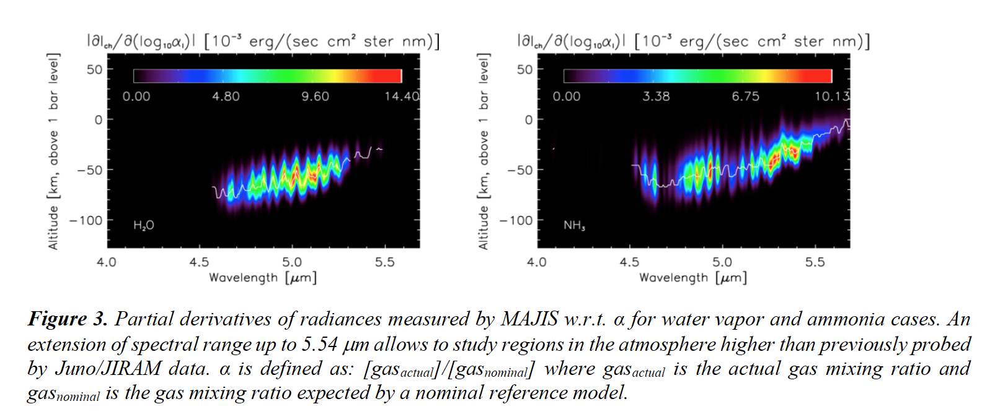 |∂I_ch/∂(log₁₀α_i)| [10⁻³ erg/(sec cm² ster nm)]
Altitude [km, above 1 bar level]
50
0
−50
−100
0.00 4.80 9.60 14.40
H₂O
4.0 4.5 5.0 5.5
Wavelength [μm]
|∂I_ch/∂(log₁₀α_i)| [10⁻³ erg/(sec cm² ster nm)]
Altitude [km, above 1 bar level]
50
0
−50
−100
0.00 3.38 6.75 10.13
NH₃
4.0 4.5 5.0 5.5
Wavelength [μm]
Figure 3. Partial derivatives of radiances measured by MAJIS w.r.t. α for water vapor and ammonia cases. An
extension of spectral range up to 5.54 μm allows to study regions in the atmosphere higher than previously probed
by Juno/JIRAM data. α is defined as: [gas_actual]/[gas_nominal] where gas_actual is the actual gas mixing ratio and
gas_nominal is the gas mixing ratio expected by a nominal reference model.